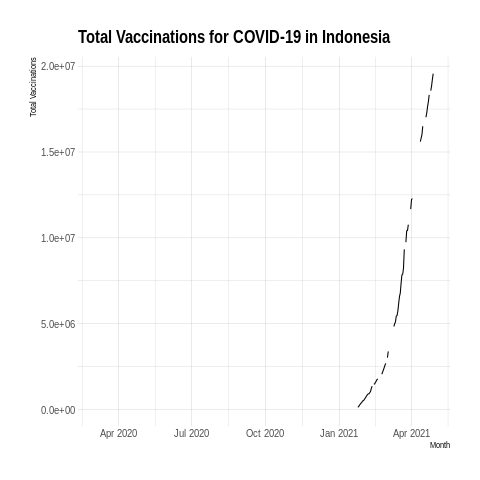 Total Vaccinations for COVID-19 in Indonesia
Total Vaccinations
2.0e+07
1.5e+07
1.0e+07
5.0e+06
0.0e+00
Apr 2020 Jul 2020 Oct 2020 Jan 2021 Apr 2021
Month